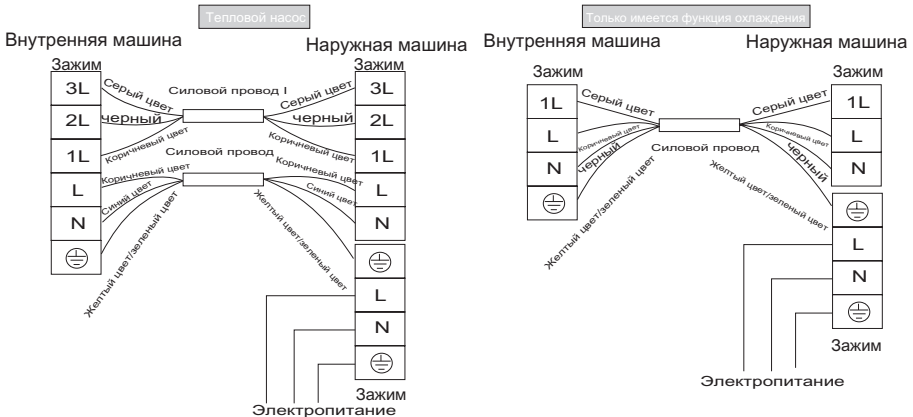 Тепловой насос
Внутренняя машина
Наружная машина
Зажим
Зажим
3L
Серый цвет
Силовой провод I
Серый цвет
3L
2L
черный
черный
2L
1L
Коричневый цвет
Силовой провод
Коричневый цвет
1L
L
Коричневый цвет
Коричневый цвет
L
N
Синий цвет
Синий цвет
N
Желтый цвет/зеленый цвет
Желтый цвет/зеленый цвет
L
N
Зажим
Электропитание
Только имеется функция охлаждения
Внутренняя машина
Наружная машина
Зажим
Зажим
1L
Серый цвет
Серый цвет
1L
L
Коричневый цвет
Коричневый цвет
L
N
черный
Силовой провод
черный
N
Желтый цвет/зеленый цвет
Желтый цвет/зеленый цвет
L
N
Зажим
Электропитание